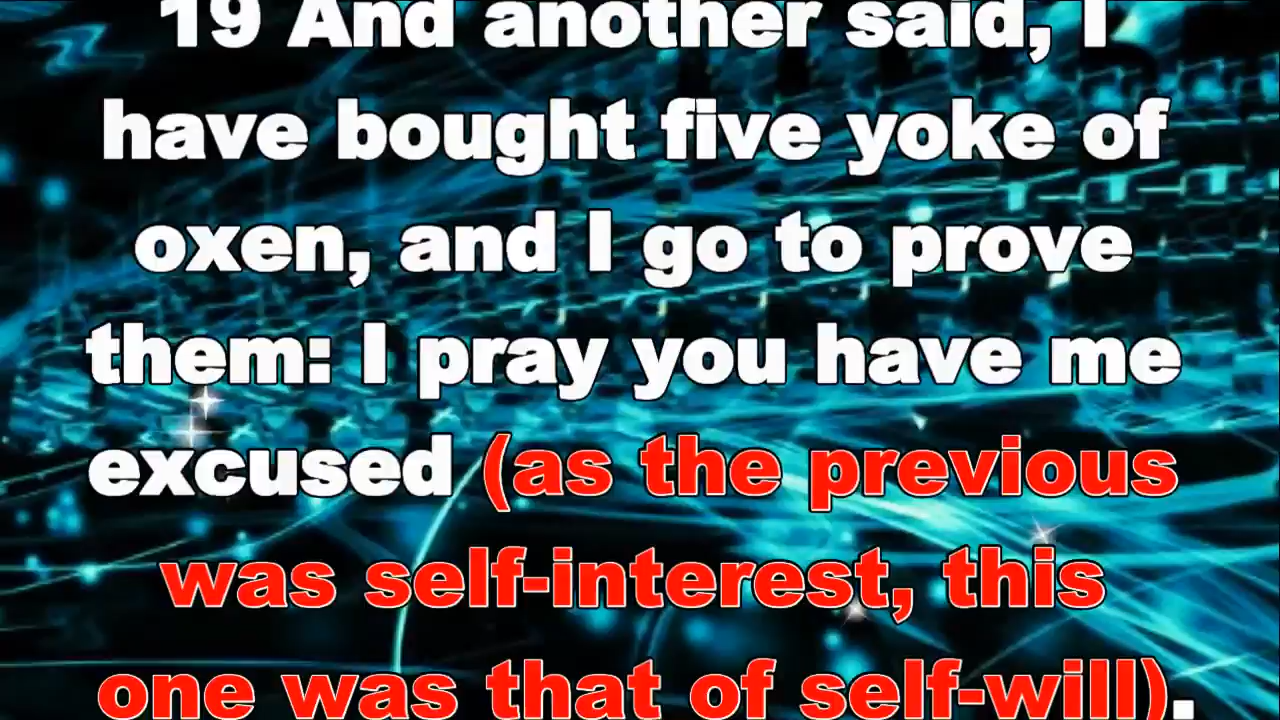 19 And another said, I
have bought five yoke of
oxen, and I go to prove
them: I pray you have me
excused (as the previous
was self-interest, this
one was that of self-will).